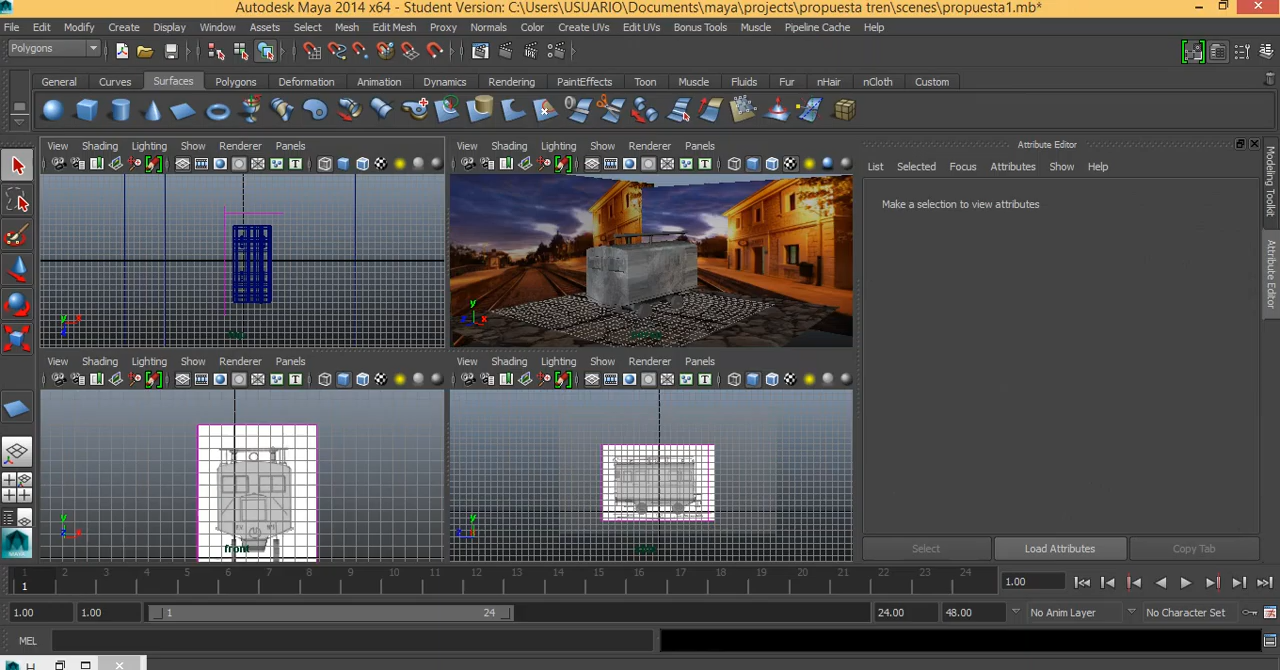 Autodesk Maya 2014 x64 - Student Version: C:\Users\USUARIO\Documents\maya\projects\propuesta tren\scenes\propuesta1.mb*
File Edit Modify Create Display Window Assets Select Mesh Edit Mesh Proxy Normals Color Create UVs Edit UVs Bonus Tools Muscle Pipeline Cache Help
Polygons
General Curves Surfaces Polygons Deformation Animation Dynamics Rendering PaintEffects Toon Muscle Fluids Fur nHair nCloth Custom
View Shading Lighting Show Renderer Panels
View Shading Lighting Show Renderer Panels
Attribute Editor
List Selected Focus Attributes Show Help
Make a selection to view attributes
Modeling Toolkit
Attribute Editor
y
x
z
y
x
z
View Shading Lighting Show Renderer Panels
View Shading Lighting Show Renderer Panels
y
x
z
front
y
x
z
Select Load Attributes Copy Tab
1 2 3 4 5 6 7 8 9 10 11 12 13 14 15 16 17 18 19 20 21 22 23 24
1
1.00
1.00 1.00 1 24 24.00 48.00 No Anim Layer No Character Set
MEL
MAYA